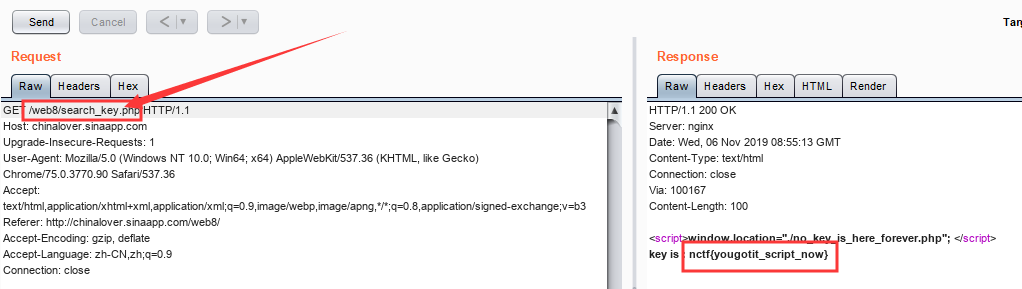 Send Cancel < > Tar
Request
Raw Headers Hex
GET /web8/search_key.php HTTP/1.1
Host: chinalover.sinaapp.com
Upgrade-Insecure-Requests: 1
User-Agent: Mozilla/5.0 (Windows NT 10.0; Win64; x64) AppleWebKit/537.36 (KHTML, like Gecko)
Chrome/75.0.3770.90 Safari/537.36
Accept:
text/html,application/xhtml+xml,application/xml;q=0.9,image/webp,image/apng,*/*;q=0.8,application/signed-exchange;v=b3
Referer: http://chinalover.sinaapp.com/web8/
Accept-Encoding: gzip, deflate
Accept-Language: zh-CN,zh;q=0.9
Connection: close
Response
Raw Headers Hex HTML Render
HTTP/1.1 200 OK
Server: nginx
Date: Wed, 06 Nov 2019 08:55:13 GMT
Content-Type: text/html
Connection: close
Via: 100167
Content-Length: 100
<script>window.location="./no_key_is_here_forever.php"; </script>
key is : nctf{yougotit_script_now}